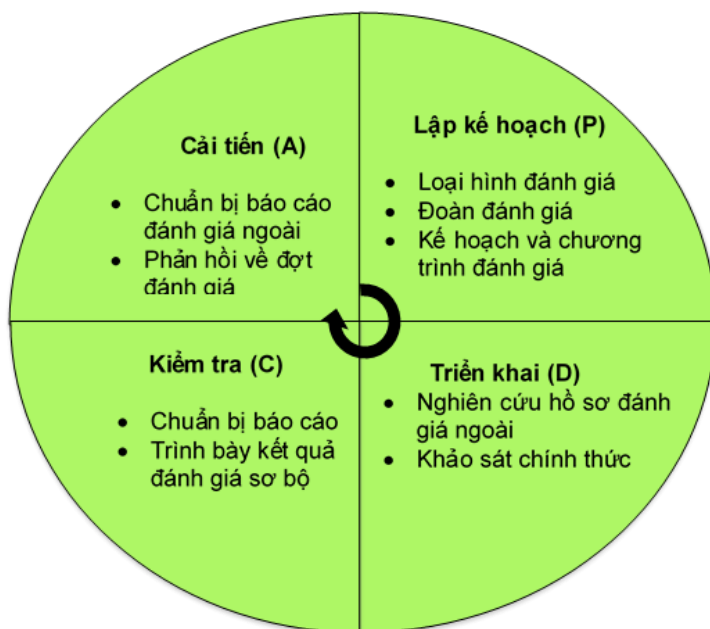 Cải tiến (A)
• Chuẩn bị báo cáo
đánh giá ngoài
• Phản hồi về đợt
đánh giá
Lập kế hoạch (P)
• Loại hình đánh giá
• Đoàn đánh giá
• Kế hoạch và chương
trình đánh giá
Kiểm tra (C)
• Chuẩn bị báo cáo
• Trình bày kết quả
đánh giá sơ bộ
Triển khai (D)
• Nghiên cứu hồ sơ đánh
giá ngoài
• Khảo sát chính thức